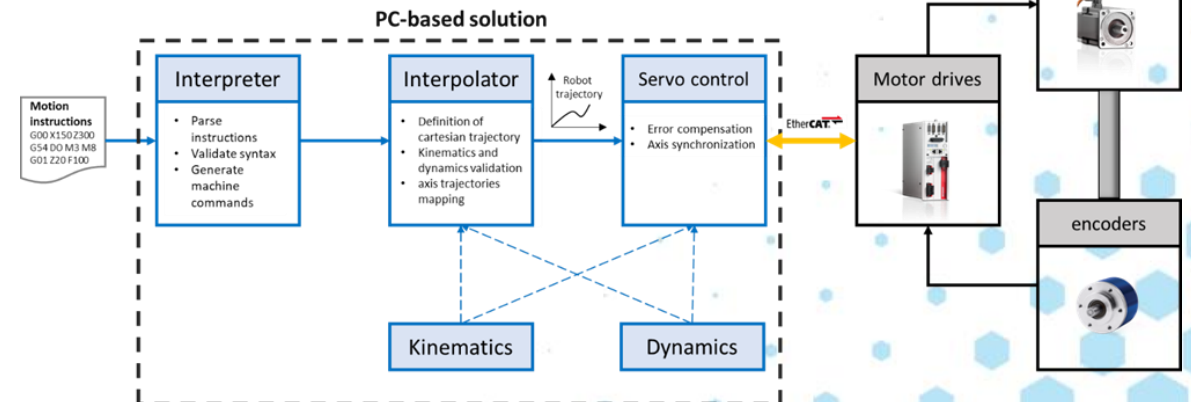 PC-based solution
Motion
instructions
G00 X150 Z300
G54 D0 M3 M8
G01 Z20 F100
Interpreter
• Parse
instructions
• Validate syntax
• Generate
machine
commands
Interpolator
• Definition of
cartesian trajectory
• Kinematics and
dynamics validation
• axis trajectories
mapping
Robot
trajectory
Servo control
• Error compensation
• Axis synchronization
EtherCAT
Motor drives
encoders
Kinematics
Dynamics